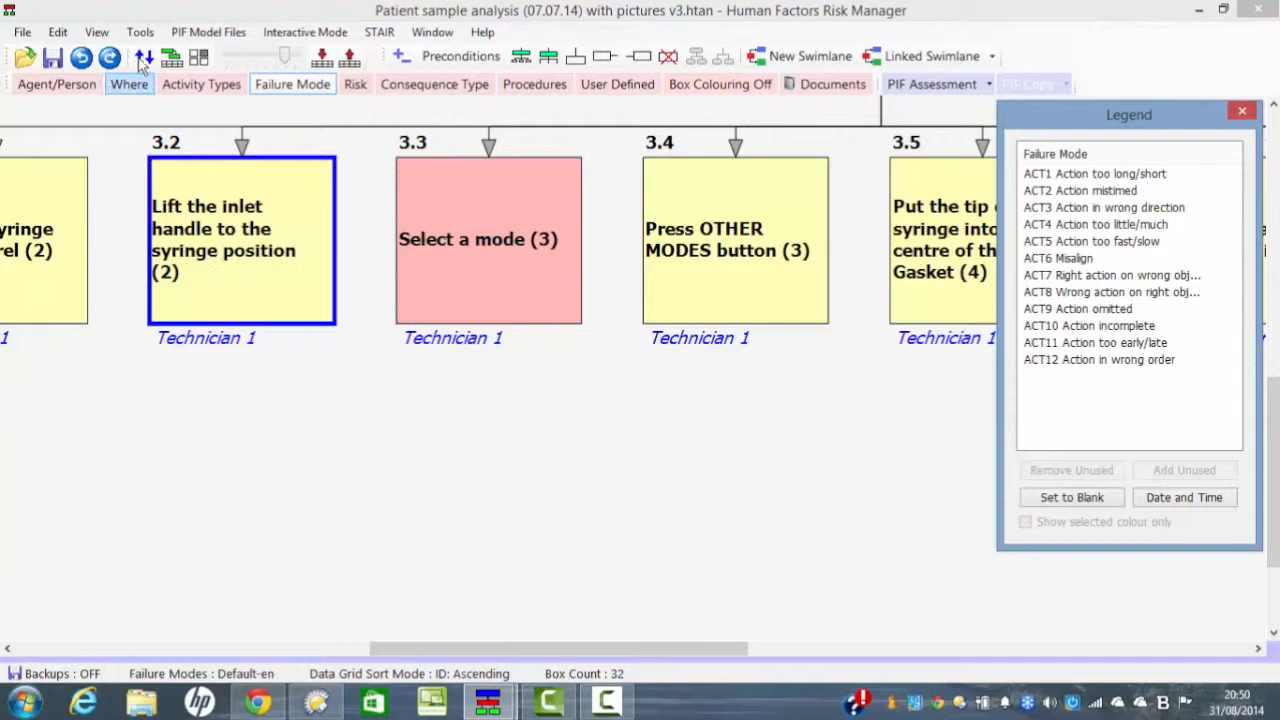 Patient sample analysis (07.07.14) with pictures v3.htan - Human Factors Risk Manager
File Edit View Tools PIF Model Files Interactive Mode STAIR Window Help
Preconditions New Swimlane Linked Swimlane
Agent/Person Where Activity Types Failure Mode Risk Consequence Type Procedures User Defined Box Colouring Off Documents PIF Assessment PIF Copy
3.2 3.3 3.4 3.5
yringe
rel (2)
1
Lift the inlet
handle to the
syringe position
(2)
Technician 1
Select a mode (3)
Technician 1
Press OTHER
MODES button (3)
Technician 1
Put the tip
syringe into
centre of th
Gasket (4)
Technician 1
Legend
Failure Mode
ACT1 Action too long/short
ACT2 Action mistimed
ACT3 Action in wrong direction
ACT4 Action too little/much
ACT5 Action too fast/slow
ACT6 Misalign
ACT7 Right action on wrong obj...
ACT8 Wrong action on right obj...
ACT9 Action omitted
ACT10 Action incomplete
ACT11 Action too early/late
ACT12 Action in wrong order
Remove Unused Add Unused
Set to Blank Date and Time
Show selected colour only
Backups : OFF Failure Modes : Default-en Data Grid Sort Mode : ID: Ascending Box Count : 32
20:50
31/08/2014